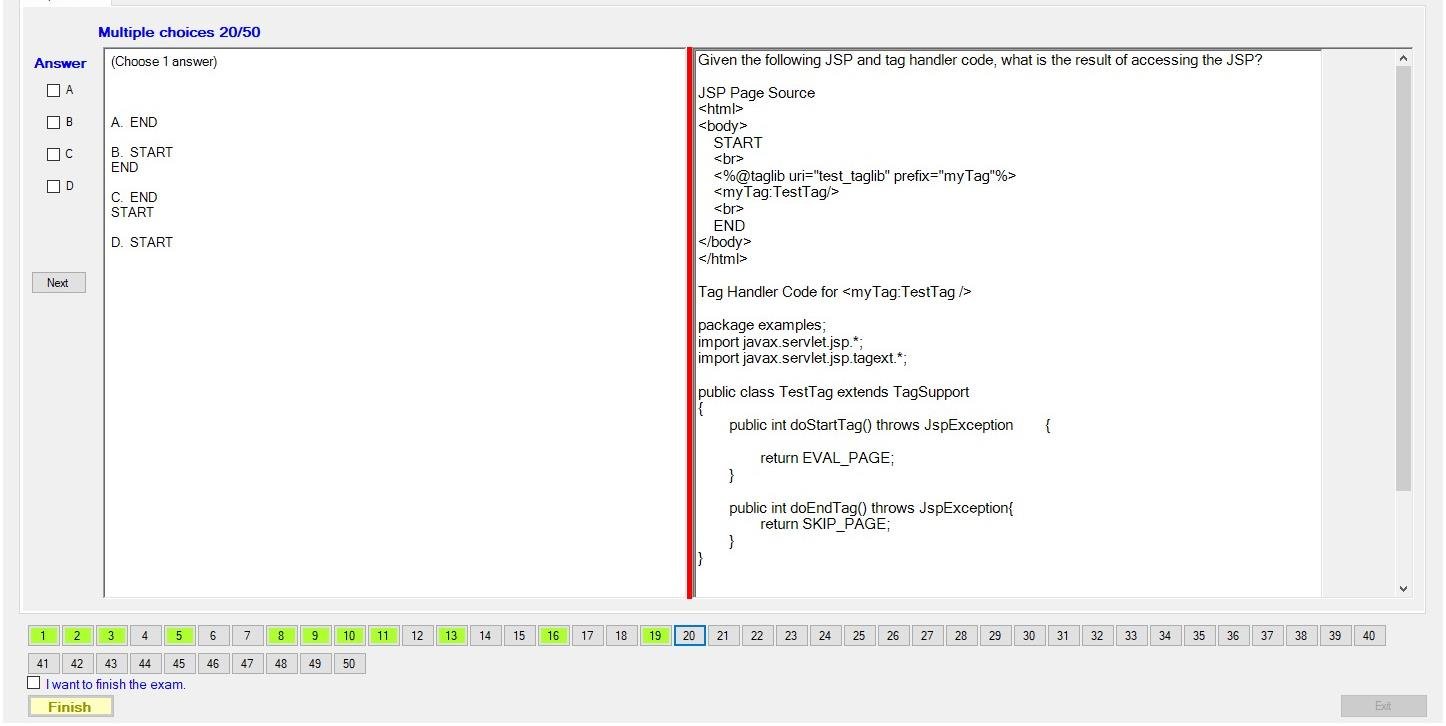 Multiple choices 20/50
Answer
A
B
C
D
Next
(Choose 1 answer)
A. END
B. START
END
C. END
START
D. START
Given the following JSP and tag handler code, what is the result of accessing the JSP?
JSP Page Source
<html>
<body>
START
<br>
<%@taglib uri="test_taglib" prefix="myTag"%>
<myTag:TestTag/>
<br>
END
</body>
</html>
Tag Handler Code for <myTag:TestTag />
package examples;
import javax.servlet.jsp.*;
import javax.servlet.jsp.tagext.*;
public class TestTag extends TagSupport
{
public int doStartTag() throws JspException {
return EVAL_PAGE;
}
public int doEndTag() throws JspException{
return SKIP_PAGE;
}
}
1 2 3 4 5 6 7 8 9 10 11 12 13 14 15 16 17 18 19 20 21 22 23 24 25 26 27 28 29 30 31 32 33 34 35 36 37 38 39 40
41 42 43 44 45 46 47 48 49 50
I want to finish the exam.
Finish
Exit